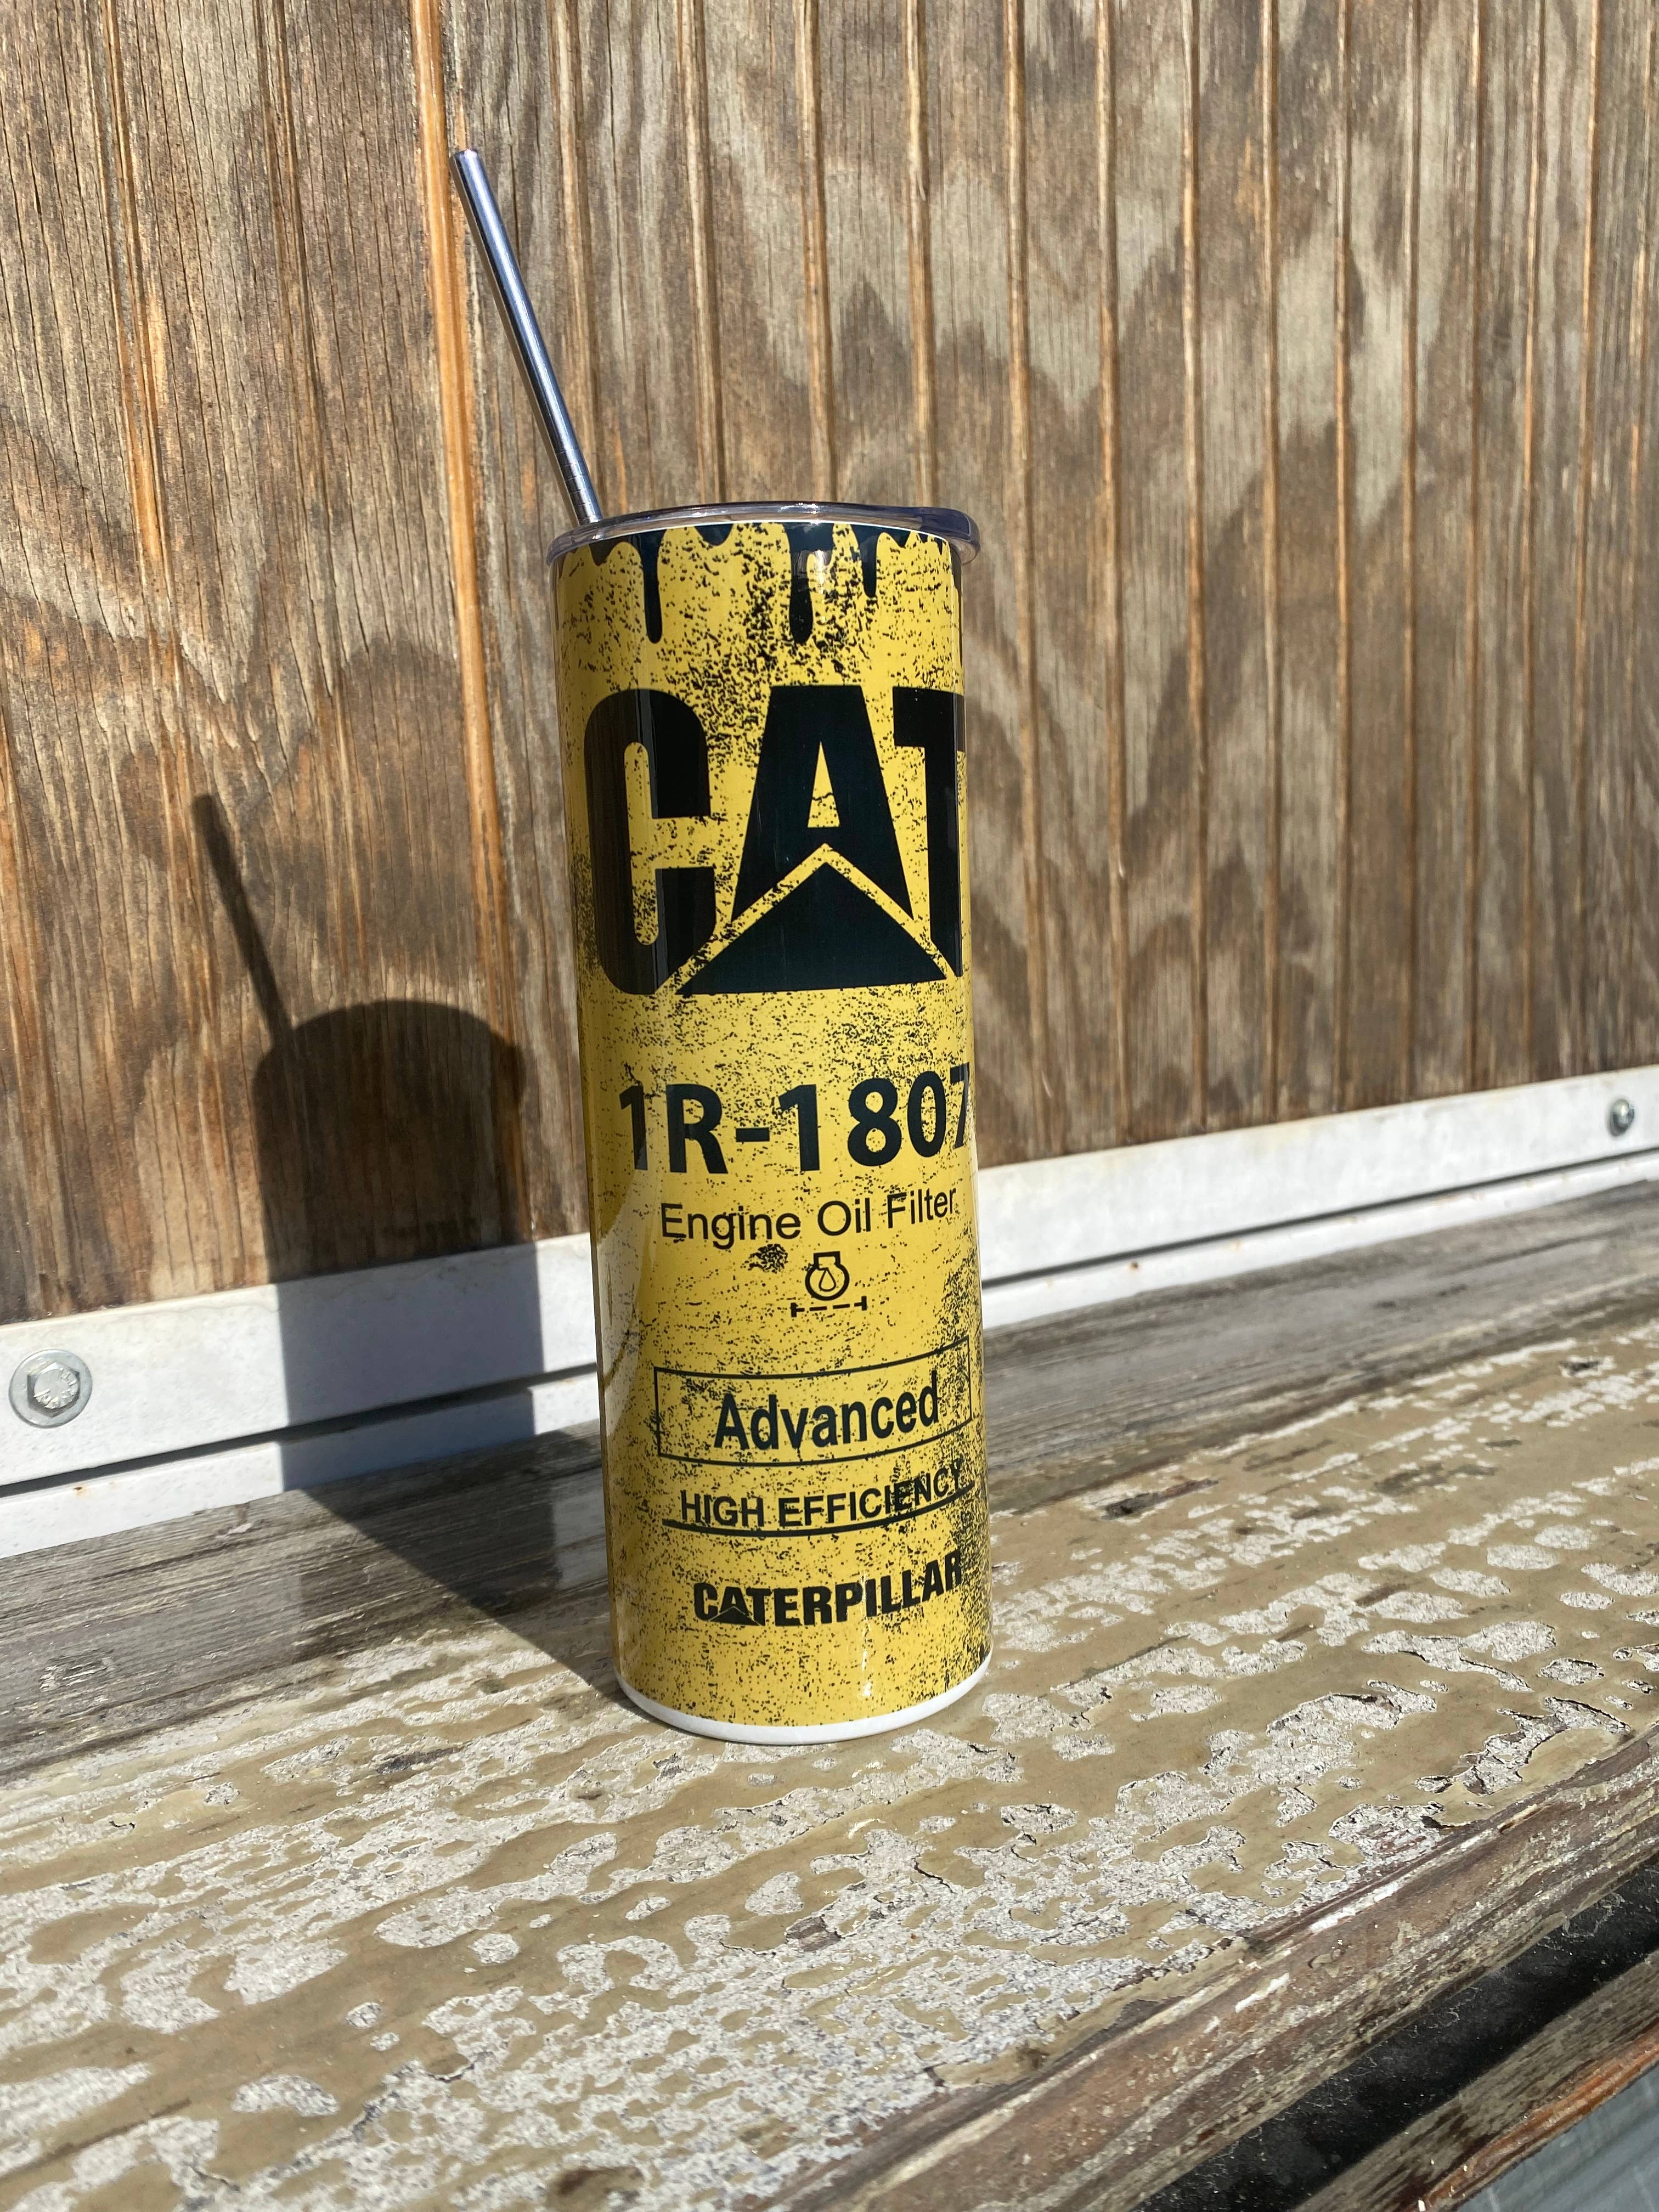 CAT
1R-1807
Engine Oil Filter
Advanced
HIGH EFFICIENCY
CATERPILLAR